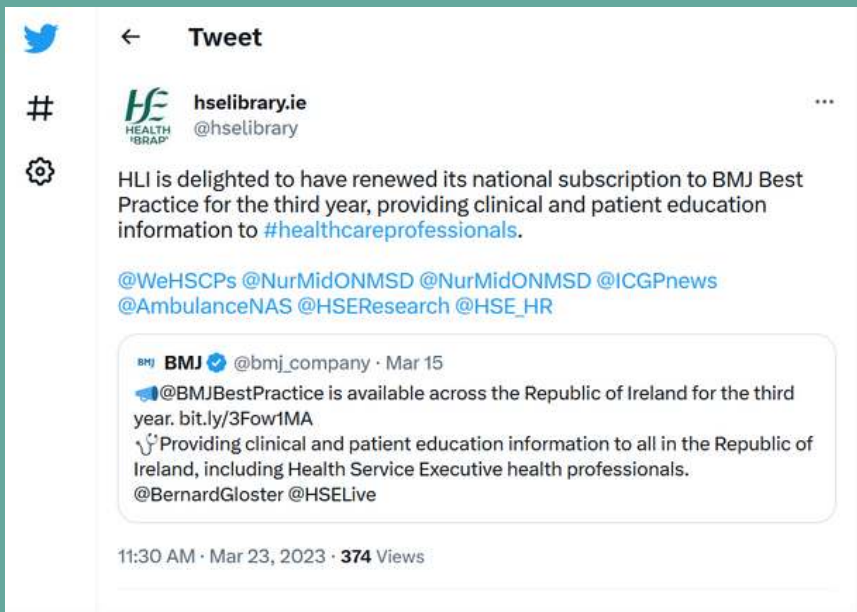 Tweet
HE
HEALTH
hselibrary.ie
@hselibrary
HLI is delighted to have renewed its national subscription to BMJ Best
Practice for the third year, providing clinical and patient education
information to #healthcareprofessionals.
@WeHSCPs @NurMidONMSD @NurMidONMSD @ICGPnews
@AmbulanceNAS @HSEResearch @HSE_HR
BMJ BMJ @bmj_company · Mar 15
@BMJBestPractice is available across the Republic of Ireland for the third
year. bit.ly/3Fow1MA
Providing clinical and patient education information to all in the Republic of
Ireland, including Health Service Executive health professionals.
@BernardGloster @HSELive
11:30 AM · Mar 23, 2023 · 374 Views